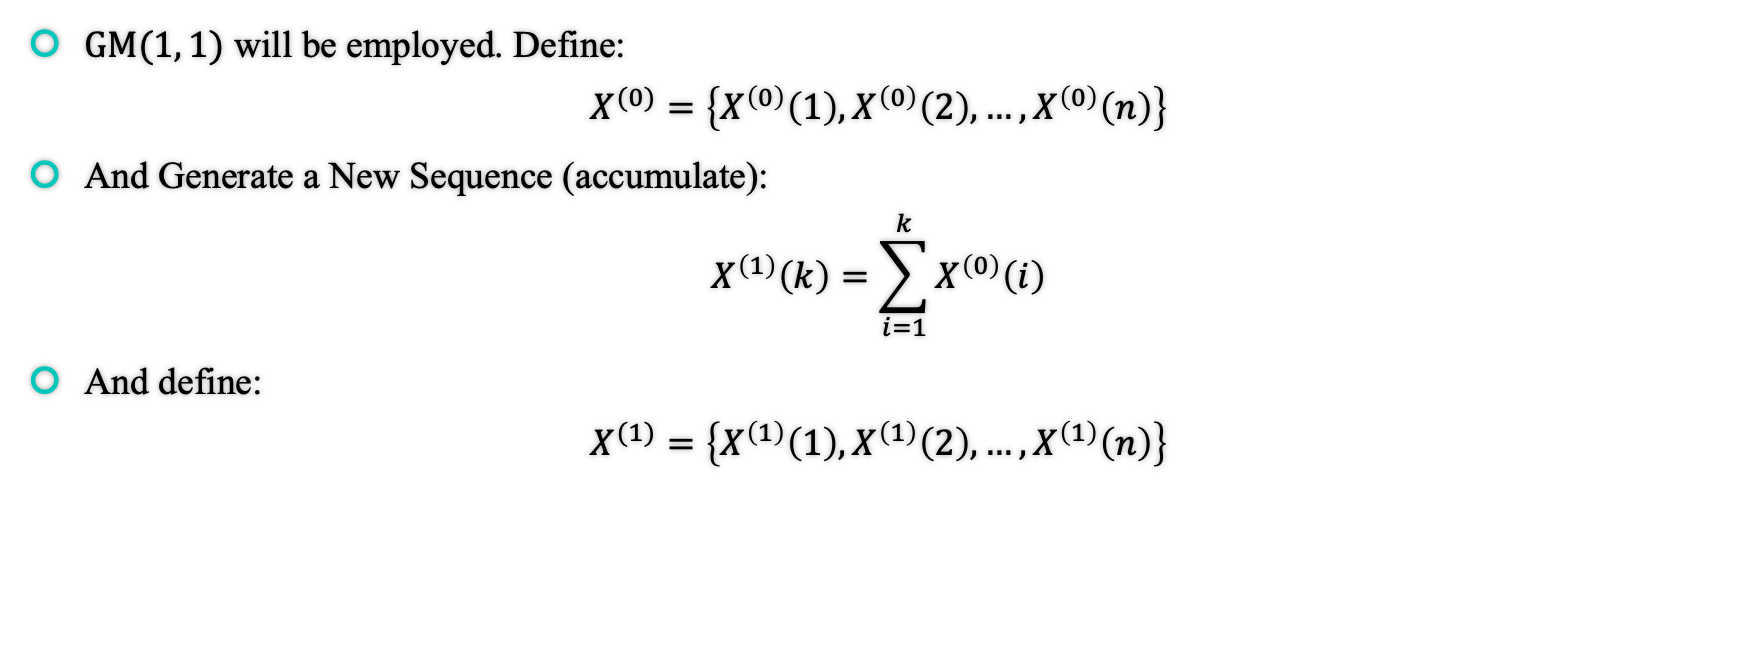 GM(1, 1) will be employed. Define:
X⁽⁰⁾ = {X⁽⁰⁾(1), X⁽⁰⁾(2), … , X⁽⁰⁾(n)}
And Generate a New Sequence (accumulate):
X⁽¹⁾(k) = ∑_{i=1}^{k} X⁽⁰⁾(i)
And define:
X⁽¹⁾ = {X⁽¹⁾(1), X⁽¹⁾(2), … , X⁽¹⁾(n)}